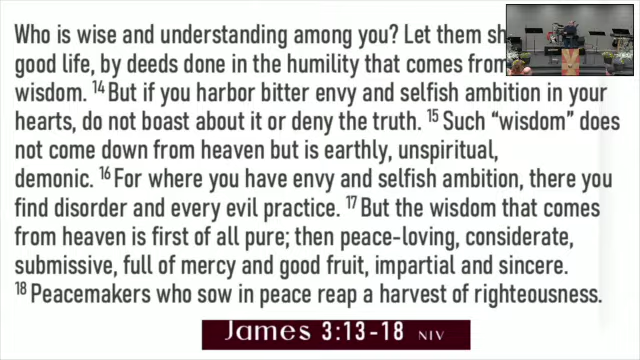 Who is wise and understanding among you? Let them
good life, by deeds done in the humility that comes from
wisdom. 14 But if you harbor bitter envy and selfish ambition in your
hearts, do not boast about it or deny the truth. 15 Such “wisdom” does
not come down from heaven but is earthly, unspiritual,
demonic. 16 For where you have envy and selfish ambition, there you
find disorder and every evil practice. 17 But the wisdom that comes
from heaven is first of all pure; then peace-loving, considerate,
submissive, full of mercy and good fruit, impartial and sincere.
18 Peacemakers who sow in peace reap a harvest of righteousness.
James 3:13-18 NIV